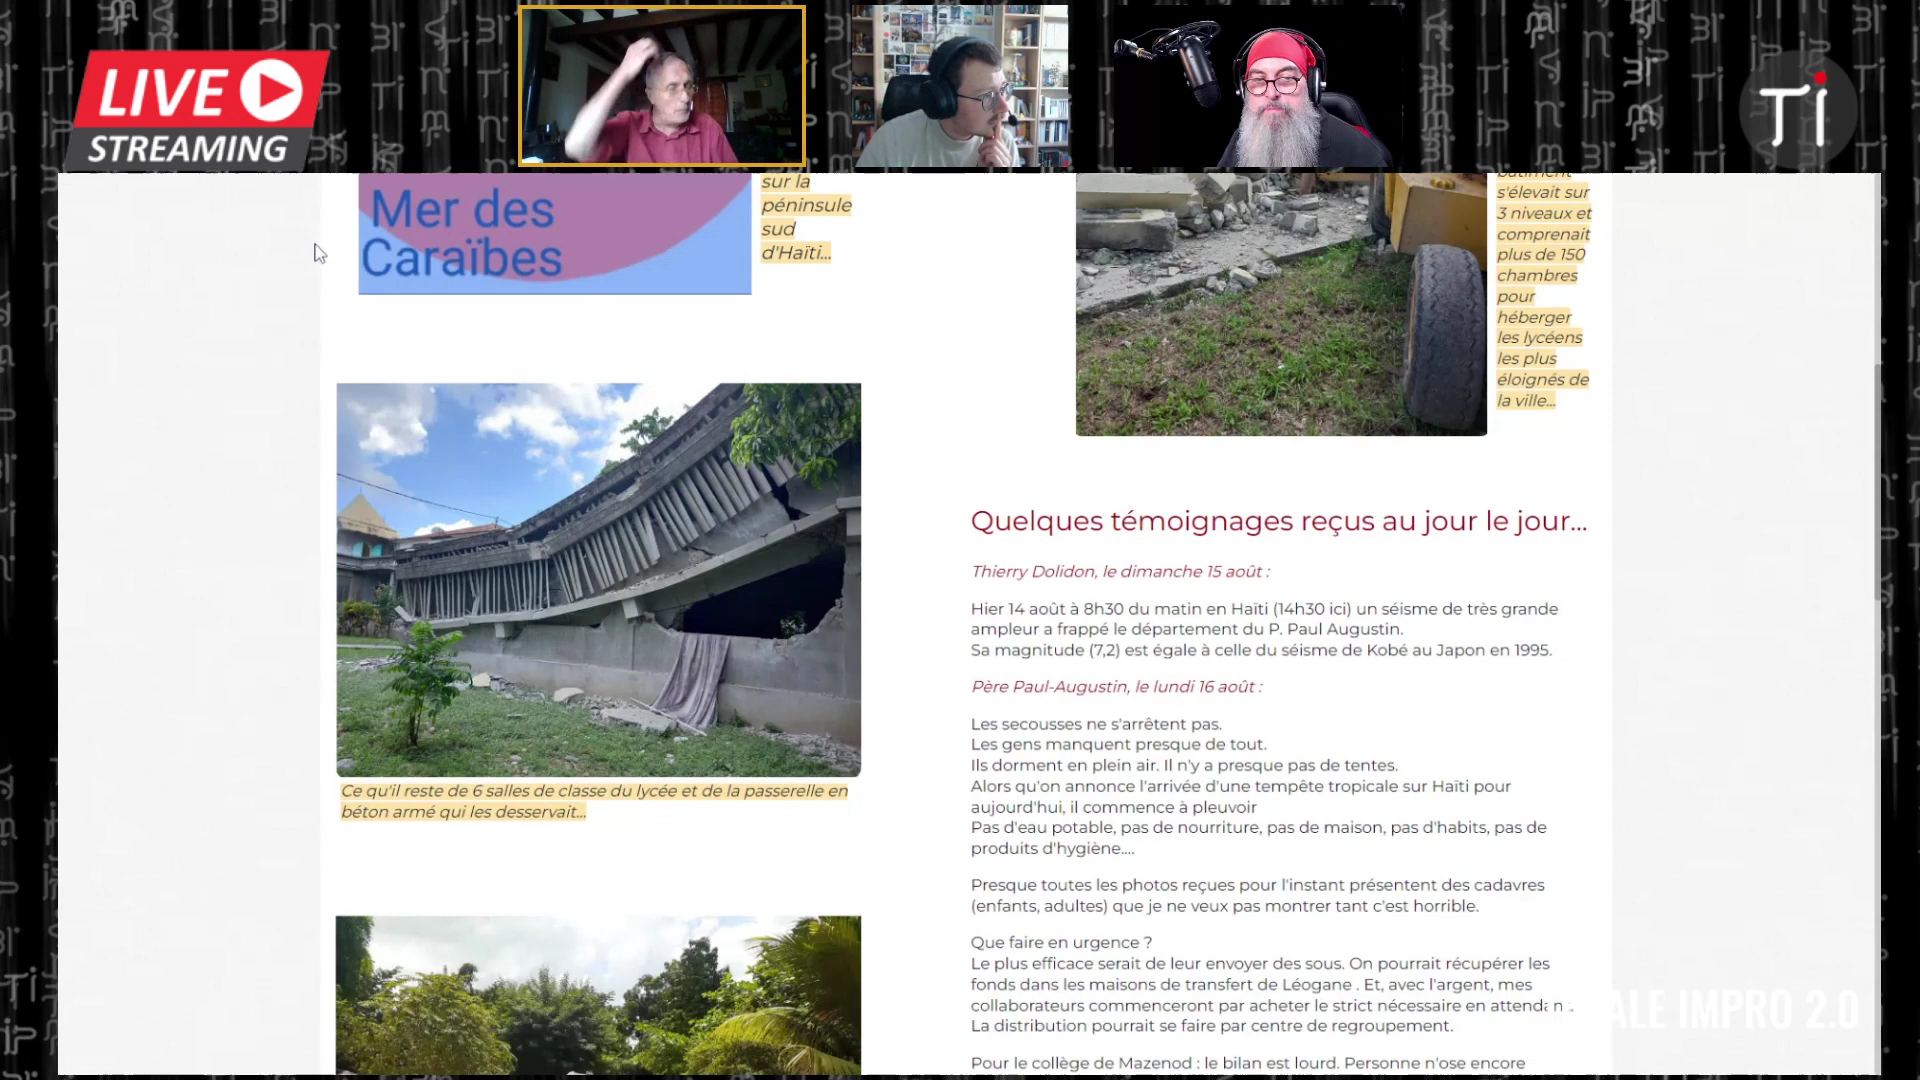 LIVE
STREAMING
Ti
Mer des
Caraïbes
sur la
péninsule
sud
d'Haïti...
Ce qu'il reste de 6 salles de classe du lycée et de la passerelle en
béton armé qui les desservait...
bâtiment
s'élevait sur
3 niveaux et
comprenait
plus de 150
chambres
pour
héberger
les lycéens
les plus
éloignés de
la ville...
Quelques témoignages reçus au jour le jour...
Thierry Dolidon, le dimanche 15 août :
Hier 14 août à 8h30 du matin en Haïti (14h30 ici) un séisme de très grande
ampleur a frappé le département du P. Paul Augustin.
Sa magnitude (7,2) est égale à celle du séisme de Kobé au Japon en 1995.
Père Paul-Augustin, le lundi 16 août :
Les secousses ne s'arrêtent pas.
Les gens manquent presque de tout.
Ils dorment en plein air. Il n'y a presque pas de tentes.
Alors qu'on annonce l'arrivée d'une tempête tropicale sur Haïti pour
aujourd'hui, il commence à pleuvoir
Pas d'eau potable, pas de nourriture, pas de maison, pas d'habits, pas de
produits d'hygiène....
Presque toutes les photos reçues pour l'instant présentent des cadavres
(enfants, adultes) que je ne veux pas montrer tant c'est horrible.
Que faire en urgence ?
Le plus efficace serait de leur envoyer des sous. On pourrait récupérer les
fonds dans les maisons de transfert de Léogane . Et, avec l'argent, mes
collaborateurs commenceront par acheter le strict nécessaire en
La distribution pourrait se faire par centre de regroupement.
Pour le collège de Mazenod : le bilan est lourd. Personne n'ose encore
IMPRO 2.0